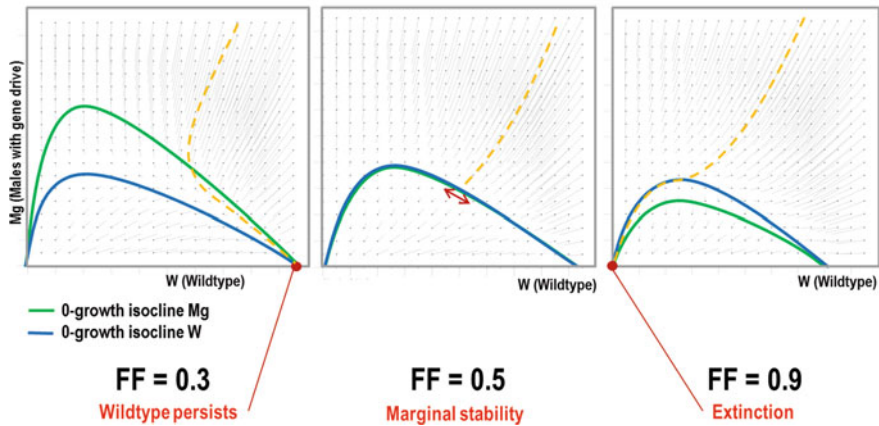 Mg (Males with gene drive)
W (Wildtype)
W (Wildtype)
W (Wildtype)
0-growth isocline Mg
0-growth isocline W
FF = 0.3
FF = 0.5
FF = 0.9
Wildtype persists
Marginal stability
Extinction